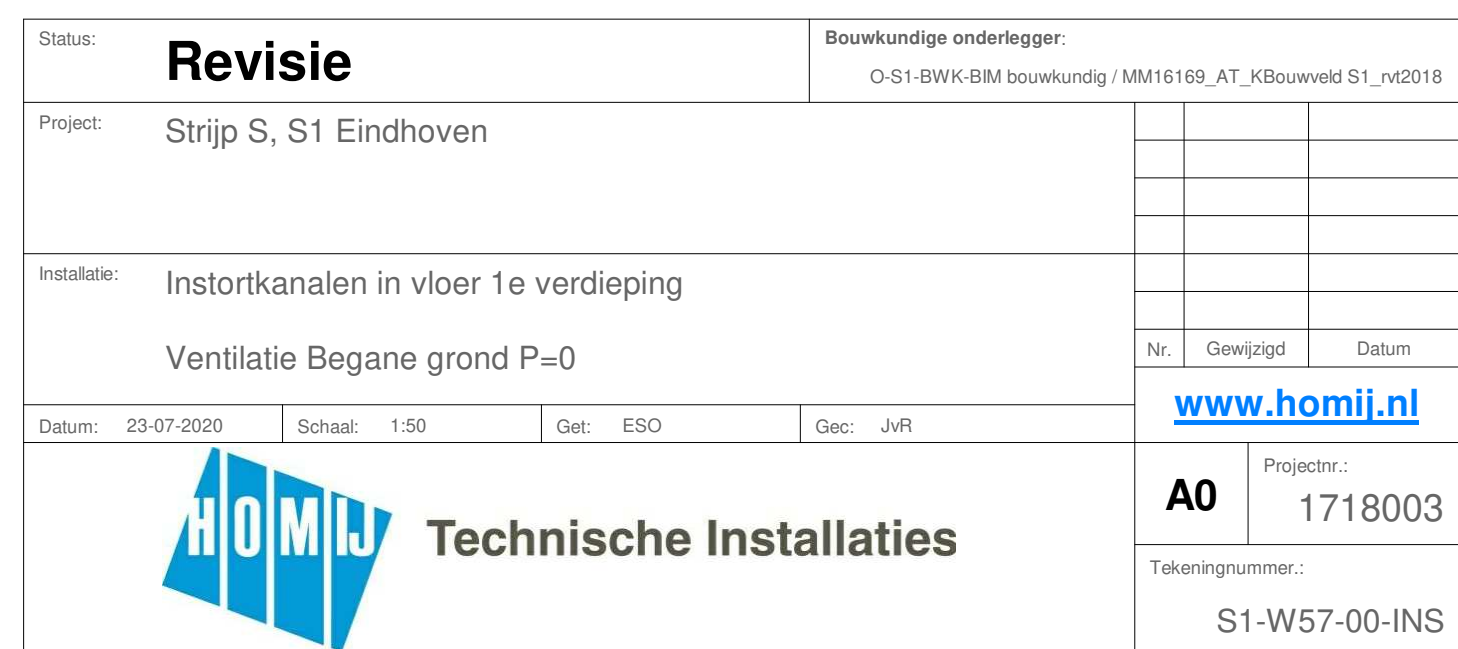 Status:
Revisie
Bouwkundige onderlegger:
O-S1-BWK-BIM bouwkundig / MM16169_AT_KBouwveld S1_rvt2018
Project:
Strijp S, S1 Eindhoven
Installatie:
Instortkanalen in vloer 1e verdieping
Ventilatie Begane grond P=0
Nr. Gewijzigd Datum
www.homij.nl
Datum: 23-07-2020 Schaal: 1:50 Get: ESO Gec: JvR
HOMIJ Technische Installaties
A0
Projectnr.:
1718003
Tekeningnummer.:
S1-W57-00-INS